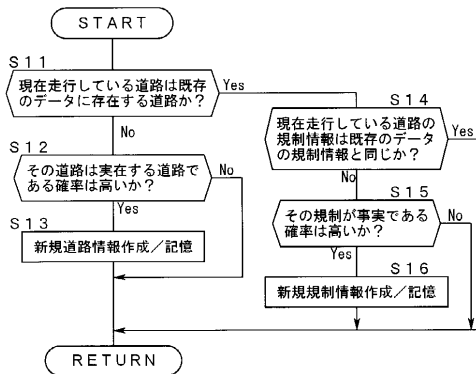 START
S11
現在走行している道路は既存
のデータに存在する道路か？
Yes
No
S12
その道路は実在する道路で
ある確率は高いか？
No
Yes
S13
新規道路情報作成／記憶
S14
現在走行している道路の
規制情報は既存のデータ
の規制情報と同じか？
Yes
No
S15
その規制が事実である
確率は高いか？
No
Yes
S16
新規規制情報作成／記憶
RETURN